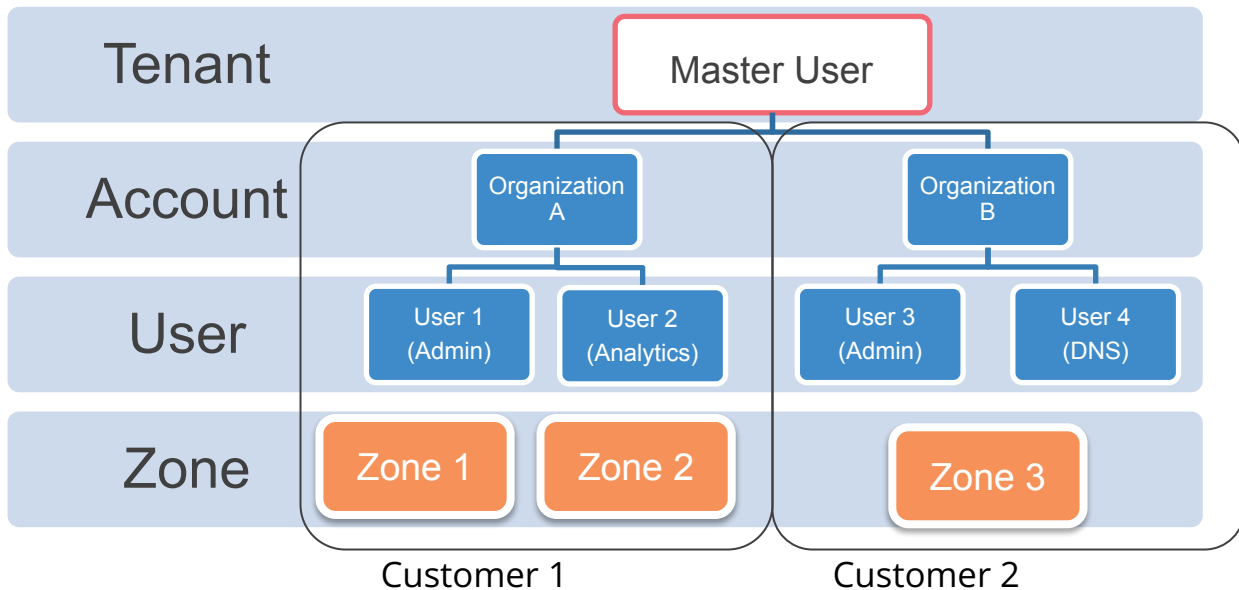 Tenant
Master User
Account
Organization
A
Organization
B
User
User 1
(Admin)
User 2
(Analytics)
User 3
(Admin)
User 4
(DNS)
Zone
Zone 1
Zone 2
Zone 3
Customer 1
Customer 2